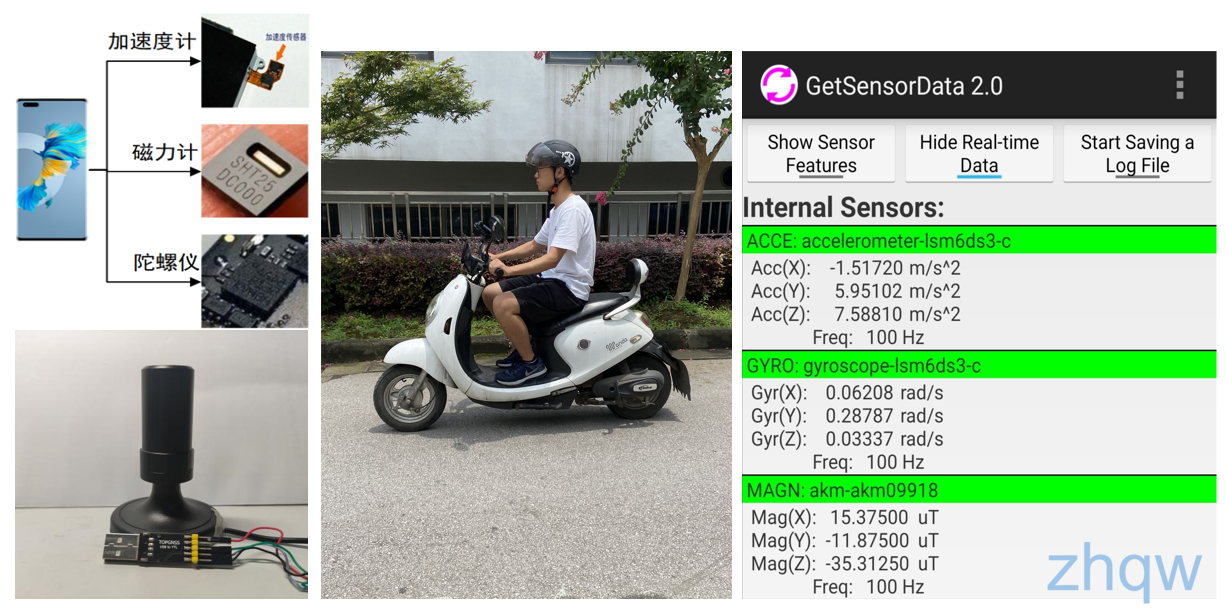 加速度计
加速度传感器
磁力计
SHT25
DC000
陀螺仪
TOPGNSS
USB to TTL
GetSensorData 2.0
Show Sensor
Features
Hide Real-time
Data
Start Saving a
Log File
Internal Sensors:
ACCE: accelerometer-lsm6ds3-c
Acc(X): -1.51720 m/s^2
Acc(Y): 5.95102 m/s^2
Acc(Z): 7.58810 m/s^2
Freq: 100 Hz
GYRO: gyroscope-lsm6ds3-c
Gyr(X): 0.06208 rad/s
Gyr(Y): 0.28787 rad/s
Gyr(Z): 0.03337 rad/s
Freq: 100 Hz
MAGN: akm-akm09918
Mag(X): 15.37500 uT
Mag(Y): -11.87500 uT
Mag(Z): -35.31250 uT
Freq: 100 Hz
zhqw